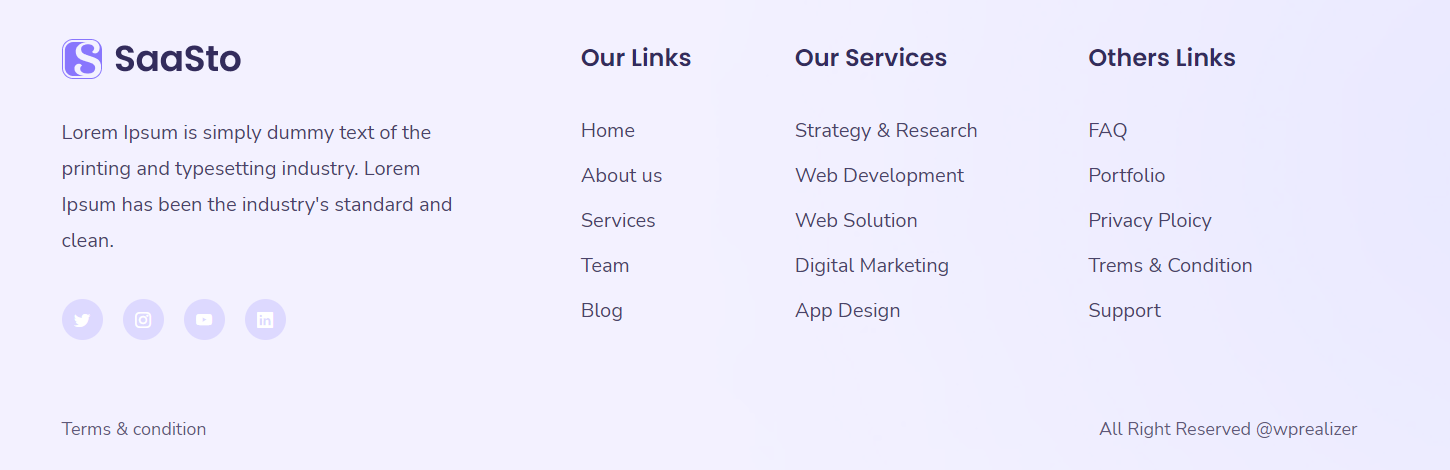 SaaSto
Lorem Ipsum is simply dummy text of the
printing and typesetting industry. Lorem
Ipsum has been the industry's standard and
clean.
Our Links
Home
About us
Services
Team
Blog
Our Services
Strategy & Research
Web Development
Web Solution
Digital Marketing
App Design
Others Links
FAQ
Portfolio
Privacy Ploicy
Trems & Condition
Support
Terms & condition
All Right Reserved @wprealizer